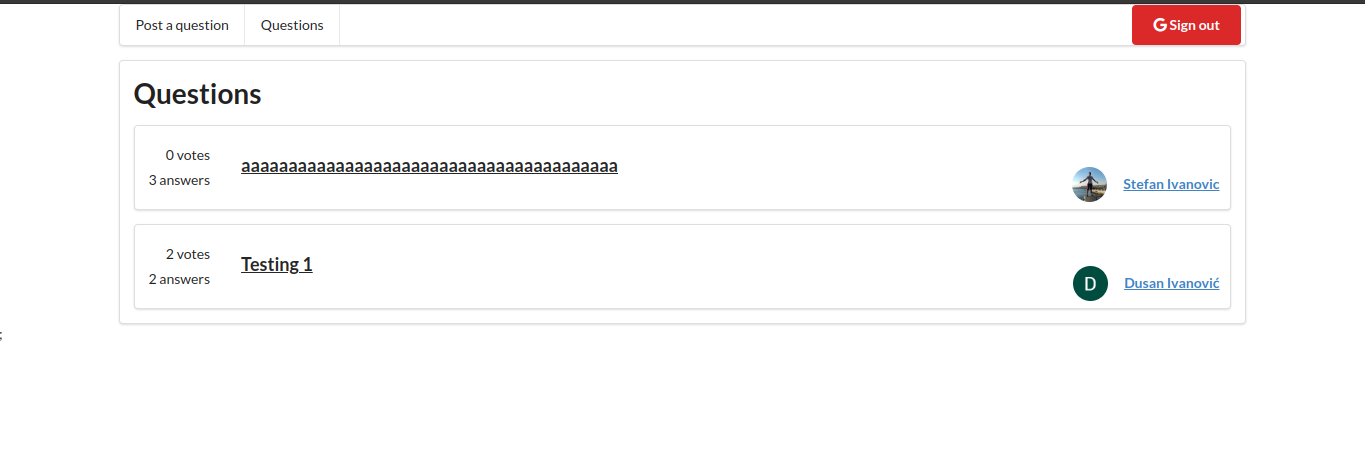 Post a question
Questions
G Sign out
Questions
0 votes
3 answers
aaaaaaaaaaaaaaaaaaaaaaaaaaaaaaaaaaaaaaaa
Stefan Ivanovic
2 votes
2 answers
Testing 1
D
Dusan Ivanović
;